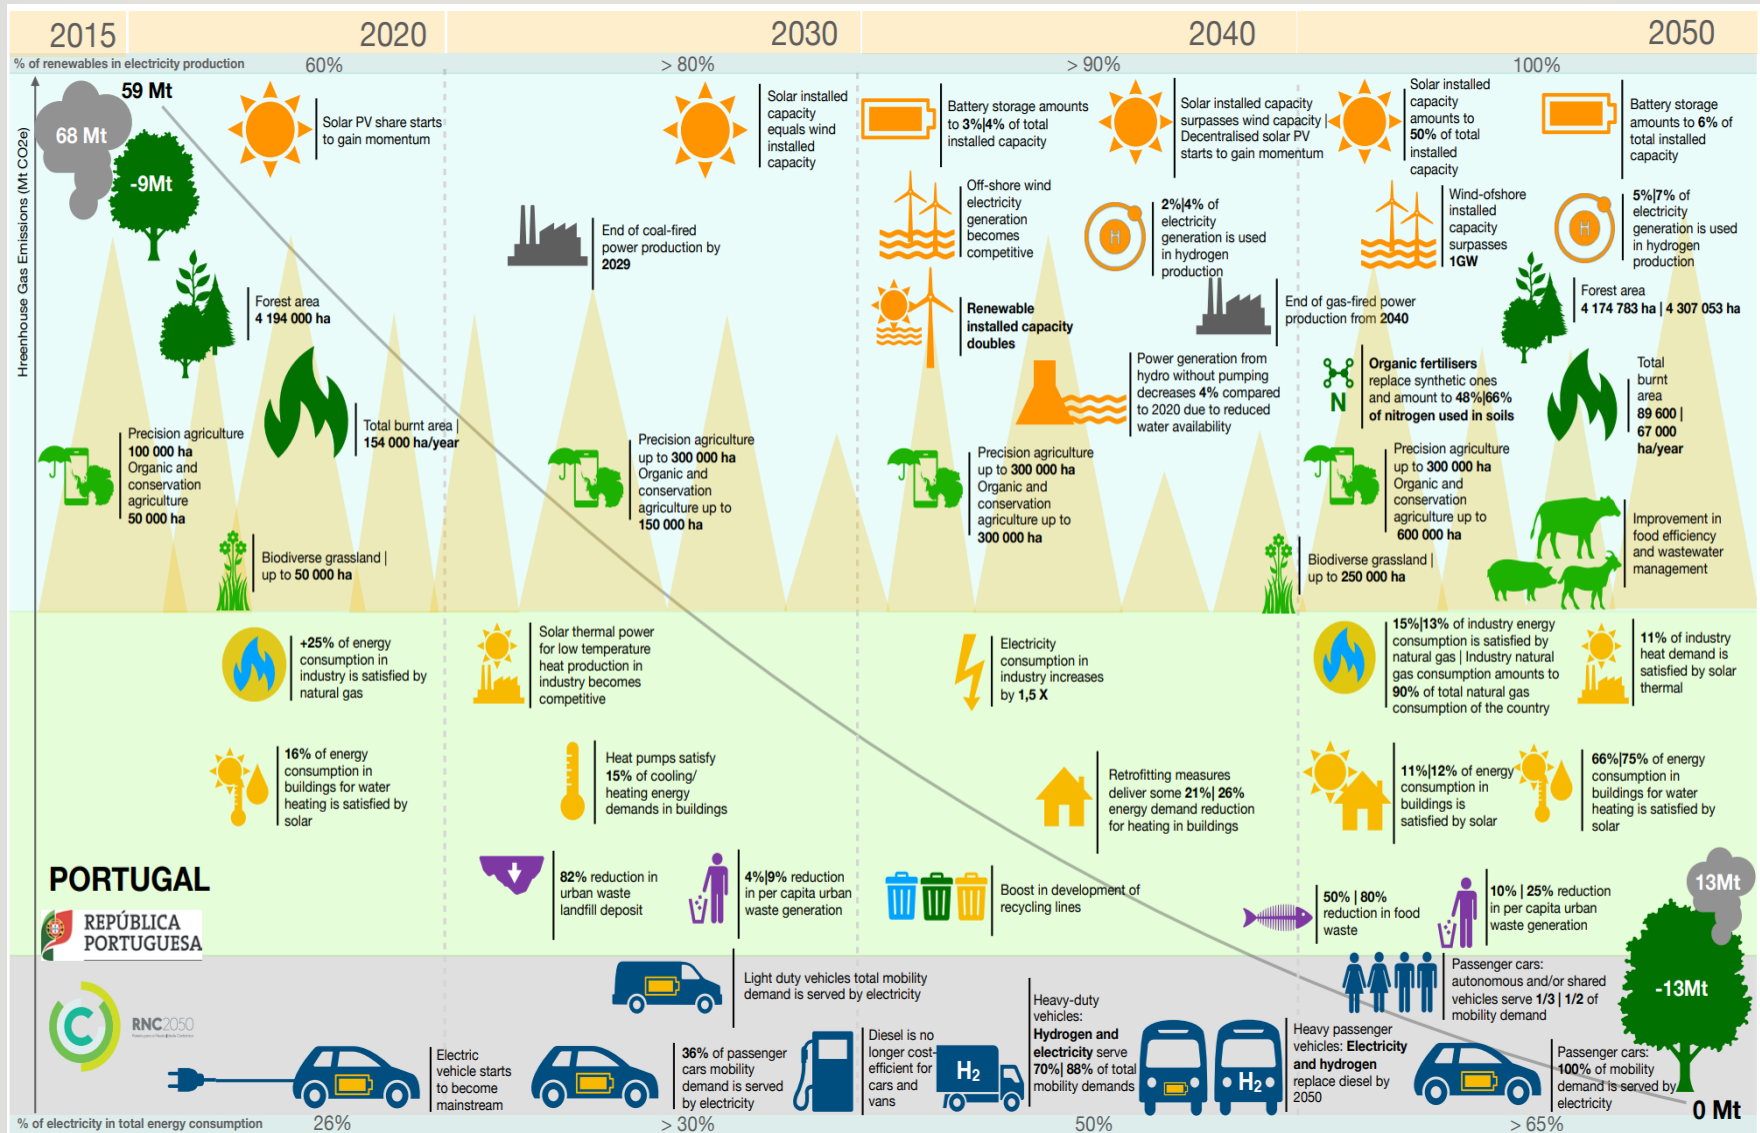 2015
2020
2030
2040
2050
% of renewables in electricity production
60%
> 80%
> 90%
100%
Hreenhouse Gas Emissions (Mt CO2e)
59 Mt
68 Mt
-9Mt
Solar PV share starts
to gain momentum
Solar installed
capacity
equals wind
installed
capacity
Battery storage amounts
to 3%|4% of total
installed capacity
Solar installed capacity
surpasses wind capacity |
Decentralised solar PV
starts to gain momentum
Solar installed
capacity
amounts to
50% of total
installed
capacity
Battery storage
amounts to 6% of
total installed
capacity
End of coal-fired
power production by
2029
Off-shore wind
electricity
generation
becomes
competitive
H
2%|4% of
electricity
generation is used
in hydrogen
production
Wind-ofshore
installed
capacity
surpasses
1GW
H
5%|7% of
electricity
generation is used
in hydrogen
production
Forest area
4 194 000 ha
Renewable
installed capacity
doubles
End of gas-fired power
production from 2040
Forest area
4 174 783 ha | 4 307 053 ha
Total burnt area |
154 000 ha/year
Power generation from
hydro without pumping
decreases 4% compared
to 2020 due to reduced
water availability
N
Organic fertilisers
replace synthetic ones
and amount to 48%|66%
of nitrogen used in soils
Total
burnt
area
89 600 |
67 000
ha/year
Precision agriculture
100 000 ha
Organic and
conservation
agriculture
50 000 ha
Precision agriculture
up to 300 000 ha
Organic and
conservation
agriculture up to
150 000 ha
Precision agriculture
up to 300 000 ha
Organic and
conservation
agriculture up to
300 000 ha
Precision agriculture
up to 300 000 ha
Organic and
conservation
agriculture up to
600 000 ha
Biodiverse grassland |
up to 50 000 ha
Biodiverse grassland |
up to 250 000 ha
Improvement in
food efficiency
and wastewater
management
+25% of energy
consumption in
industry is satisfied by
natural gas
Solar thermal power
for low temperature
heat production in
industry becomes
competitive
Electricity
consumption in
industry increases
by 1,5 X
15%|13% of industry energy
consumption is satisfied by
natural gas | Industry natural
gas consumption amounts to
90% of total natural gas
consumption of the country
11% of industry
heat demand is
satisfied by solar
thermal
16% of energy
consumption in
buildings for water
heating is satisfied by
solar
Heat pumps satisfy
15% of cooling/
heating energy
demands in buildings
Retrofitting measures
deliver some 21%| 26%
energy demand reduction
for heating in buildings
11%|12% of energy
consumption in
buildings is
satisfied by solar
66%|75% of energy
consumption in
buildings for water
heating is satisfied by
solar
PORTUGAL
REPÚBLICA
PORTUGUESA
82% reduction in
urban waste
landfill deposit
4%|9% reduction
in per capita urban
waste generation
Boost in development of
recycling lines
50% | 80%
reduction in food
waste
10% | 25% reduction
in per capita urban
waste generation
13Mt
-13Mt
C
RNC2050
Light duty vehicles total mobility
demand is served by electricity
Heavy-duty
vehicles:
Hydrogen and
electricity serve
70%| 88% of total
mobility demands
Passenger cars:
autonomous and/or shared
vehicles serve 1/3 | 1/2 of
mobility demand
Electric
vehicle starts
to become
mainstream
36% of passenger
cars mobility
demand is served
by electricity
Diesel is no
longer cost-
efficient for
cars and
vans
H2
H2
Heavy passenger
vehicles: Electricity
and hydrogen
replace diesel by
2050
Passenger cars:
100% of mobility
demand is served by
electricity
0 Mt
% of electricity in total energy consumption
26%
> 30%
50%
> 65%